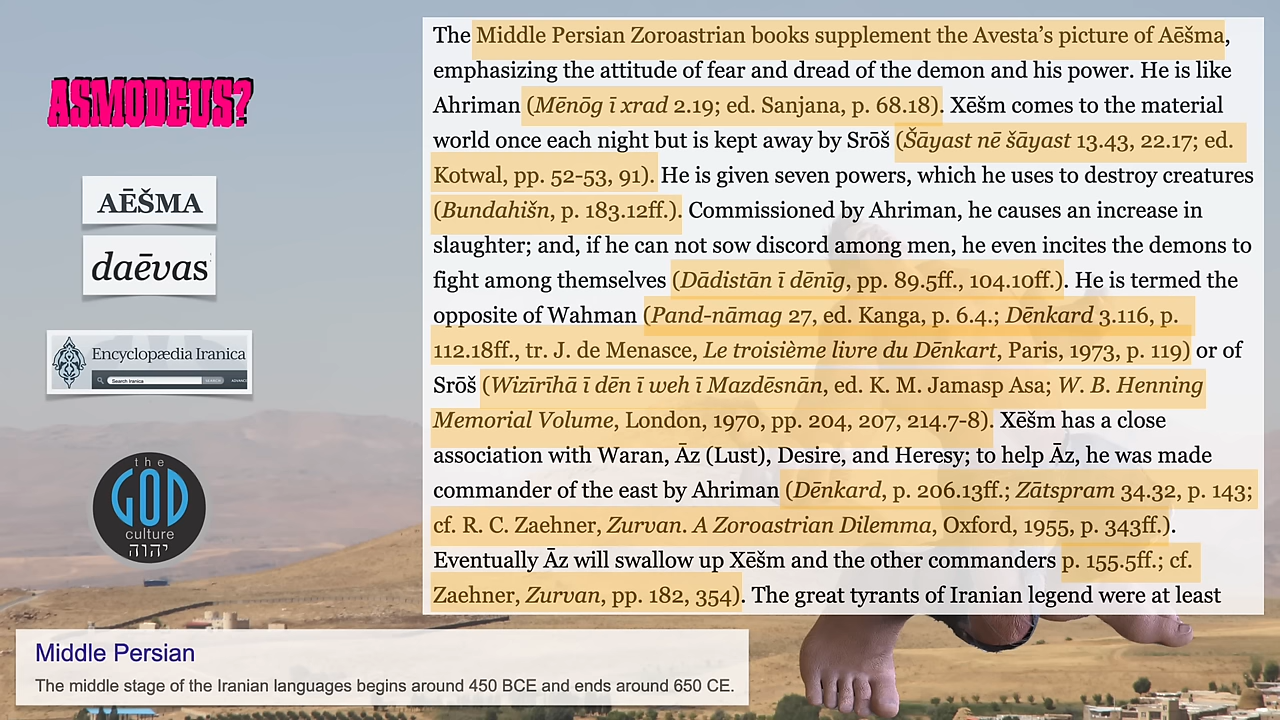 ASMODEUS?
AĒŠMA
daēvas
Encyclopædia Iranica
Search Iranica
SEARCH
ADVANC
the
GOD
culture
יהוה
The Middle Persian Zoroastrian books supplement the Avesta’s picture of Aēšma,
emphasizing the attitude of fear and dread of the demon and his power. He is like
Ahriman (Mēnōg ī xrad 2.19; ed. Sanjana, p. 68.18). Xēšm comes to the material
world once each night but is kept away by Srōš (Šāyast nē šāyast 13.43, 22.17; ed.
Kotwal, pp. 52-53, 91). He is given seven powers, which he uses to destroy creatures
(Bundahišn, p. 183.12ff.). Commissioned by Ahriman, he causes an increase in
slaughter; and, if he can not sow discord among men, he even incites the demons to
fight among themselves (Dādistān ī dēnīg, pp. 89.5ff., 104.10ff.). He is termed the
opposite of Wahman (Pand-nāmag 27, ed. Kanga, p. 6.4.; Dēnkard 3.116, p.
112.18ff., tr. J. de Menasce, Le troisième livre du Dēnkart, Paris, 1973, p. 119) or of
Srōš (Wizīrīhā ī dēn ī weh ī Mazdēsnān, ed. K. M. Jamasp Asa; W. B. Henning
Memorial Volume, London, 1970, pp. 204, 207, 214.7-8). Xēšm has a close
association with Waran, Āz (Lust), Desire, and Heresy; to help Āz, he was made
commander of the east by Ahriman (Dēnkard, p. 206.13ff.; Zātspram 34.32, p. 143;
cf. R. C. Zaehner, Zurvan. A Zoroastrian Dilemma, Oxford, 1955, p. 343ff.).
Eventually Āz will swallow up Xēšm and the other commanders p. 155.5ff.; cf.
Zaehner, Zurvan, pp. 182, 354). The great tyrants of Iranian legend were at least
Middle Persian
The middle stage of the Iranian languages begins around 450 BCE and ends around 650 CE.